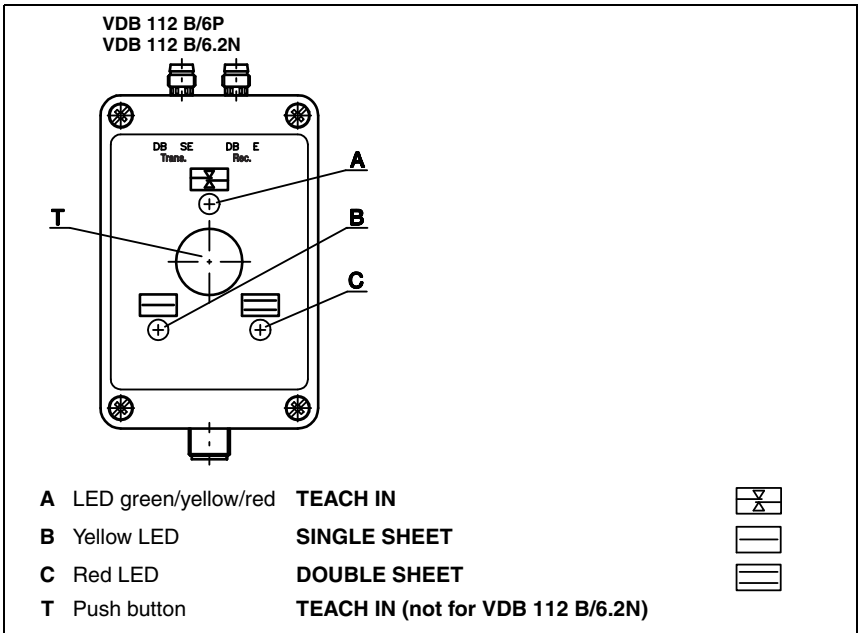 VDB 112 B/6P
VDB 112 B/6.2N
DB SE DB E
Trans. Rec.
A
T
B
C
A LED green/yellow/red TEACH IN
B Yellow LED SINGLE SHEET
C Red LED DOUBLE SHEET
T Push button TEACH IN (not for VDB 112 B/6.2N)